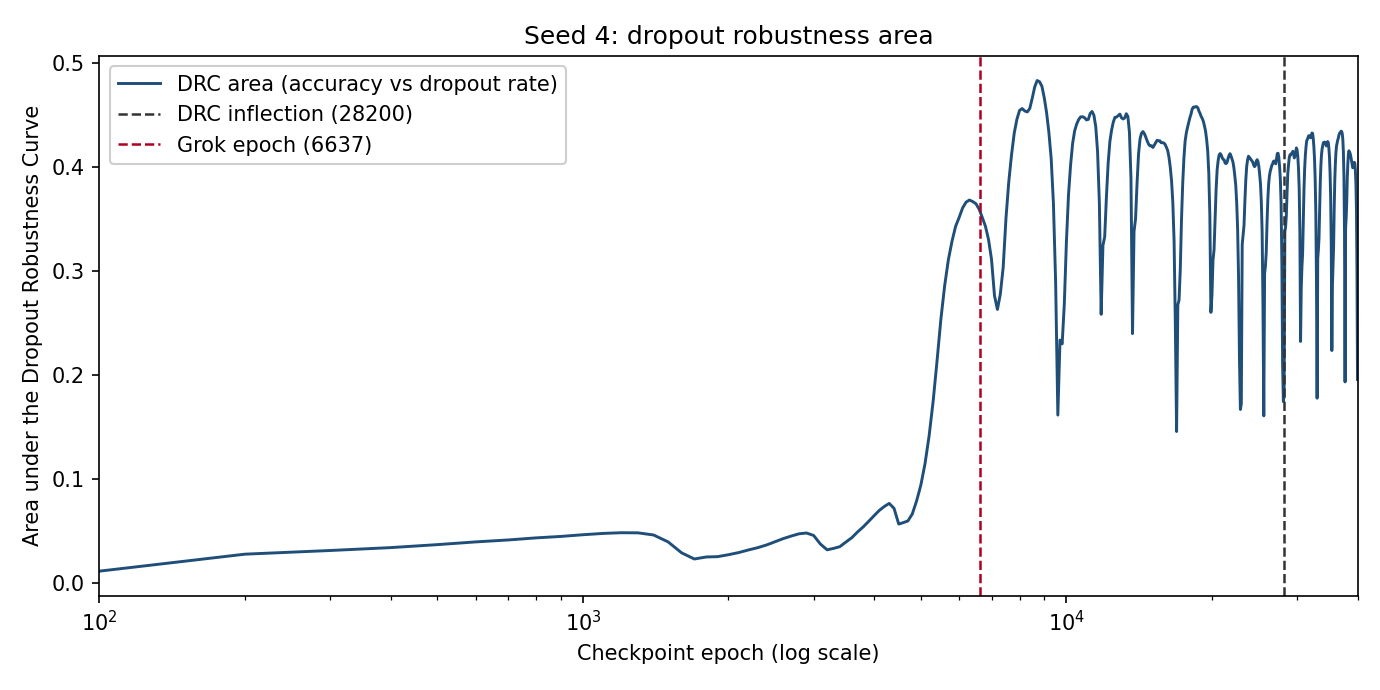 Seed 4: dropout robustness area
DRC area (accuracy vs dropout rate)
DRC inflection (28200)
Grok epoch (6637)
Area under the Dropout Robustness Curve
0.5
0.4
0.3
0.2
0.1
0.0
10²
10³
10⁴
Checkpoint epoch (log scale)